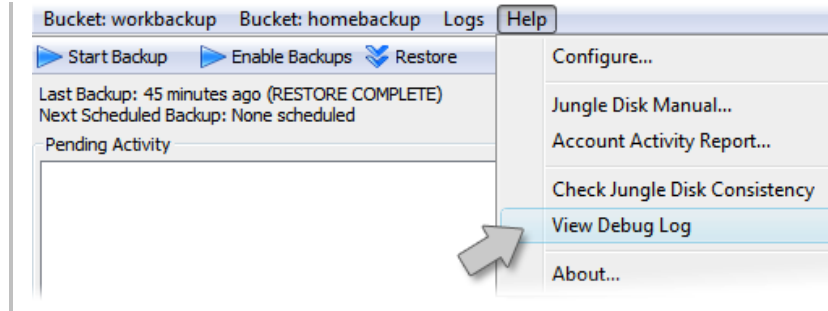 Bucket: workbackup Bucket: homebackup Logs Help
Start Backup Enable Backups Restore
Last Backup: 45 minutes ago (RESTORE COMPLETE)
Next Scheduled Backup: None scheduled
Pending Activity
Configure...
Jungle Disk Manual...
Account Activity Report...
Check Jungle Disk Consistency
View Debug Log
About...